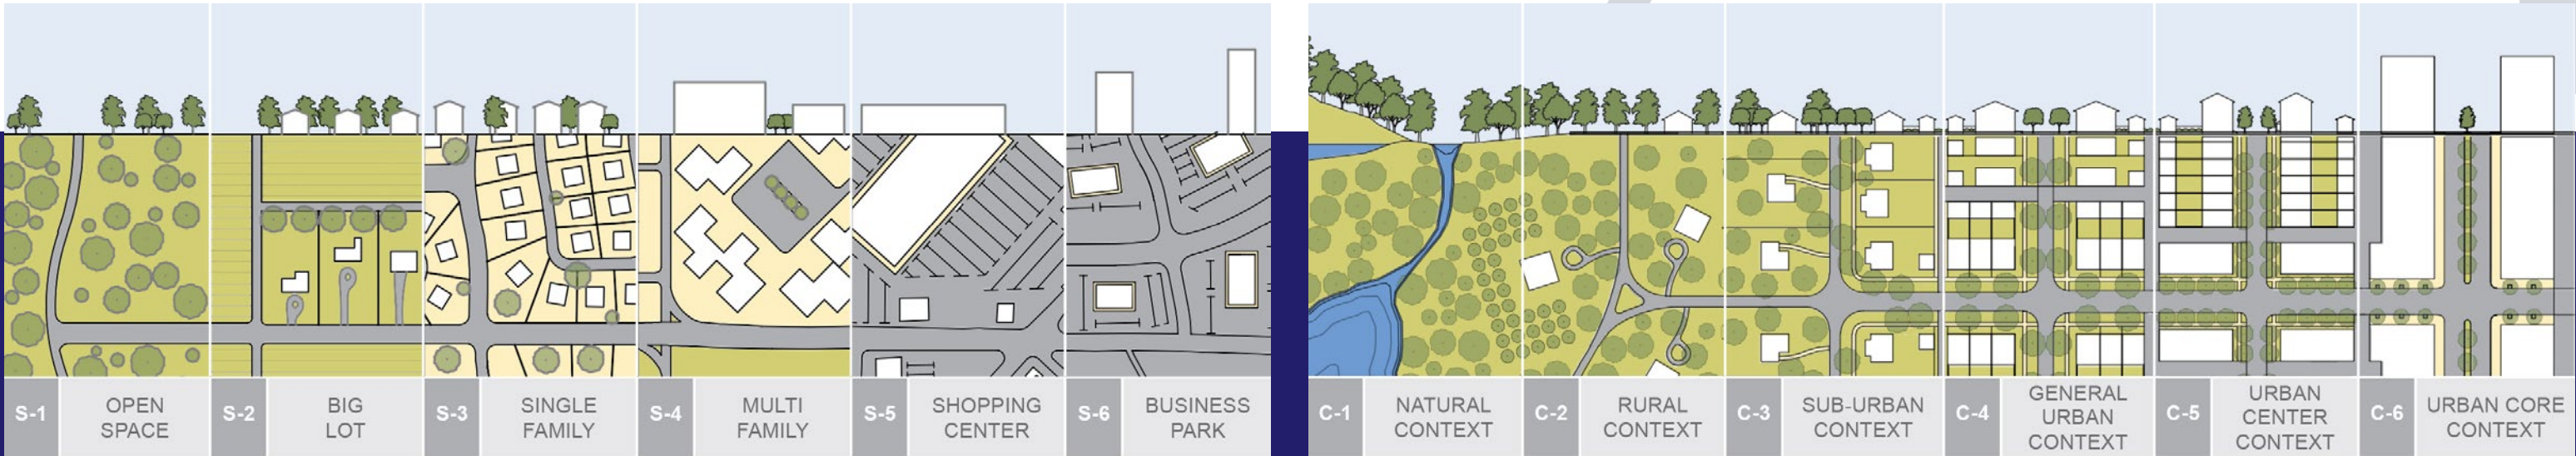 S-1
OPEN
SPACE
S-2
BIG
LOT
S-3
SINGLE
FAMILY
S-4
MULTI
FAMILY
S-5
SHOPPING
CENTER
S-6
BUSINESS
PARK
C-1
NATURAL
CONTEXT
C-2
RURAL
CONTEXT
C-3
SUB-URBAN
CONTEXT
C-4
GENERAL
URBAN
CONTEXT
C-5
URBAN
CENTER
CONTEXT
C-6
URBAN CORE
CONTEXT